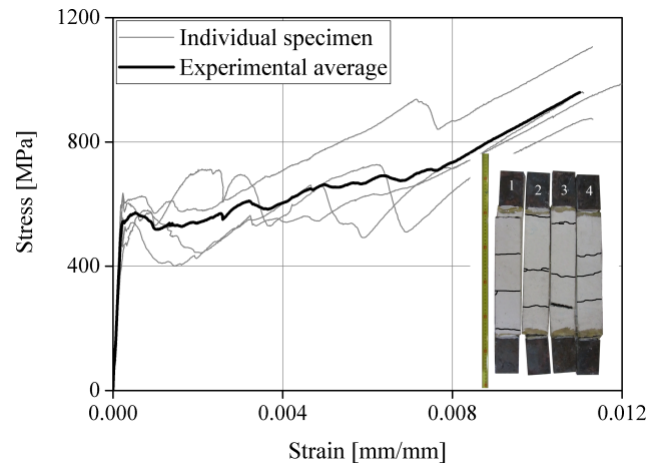 1200
Individual specimen
Experimental average
800
Stress [MPa]
1 2 3 4
400
0
0.000 0.004 0.008 0.012
Strain [mm/mm]